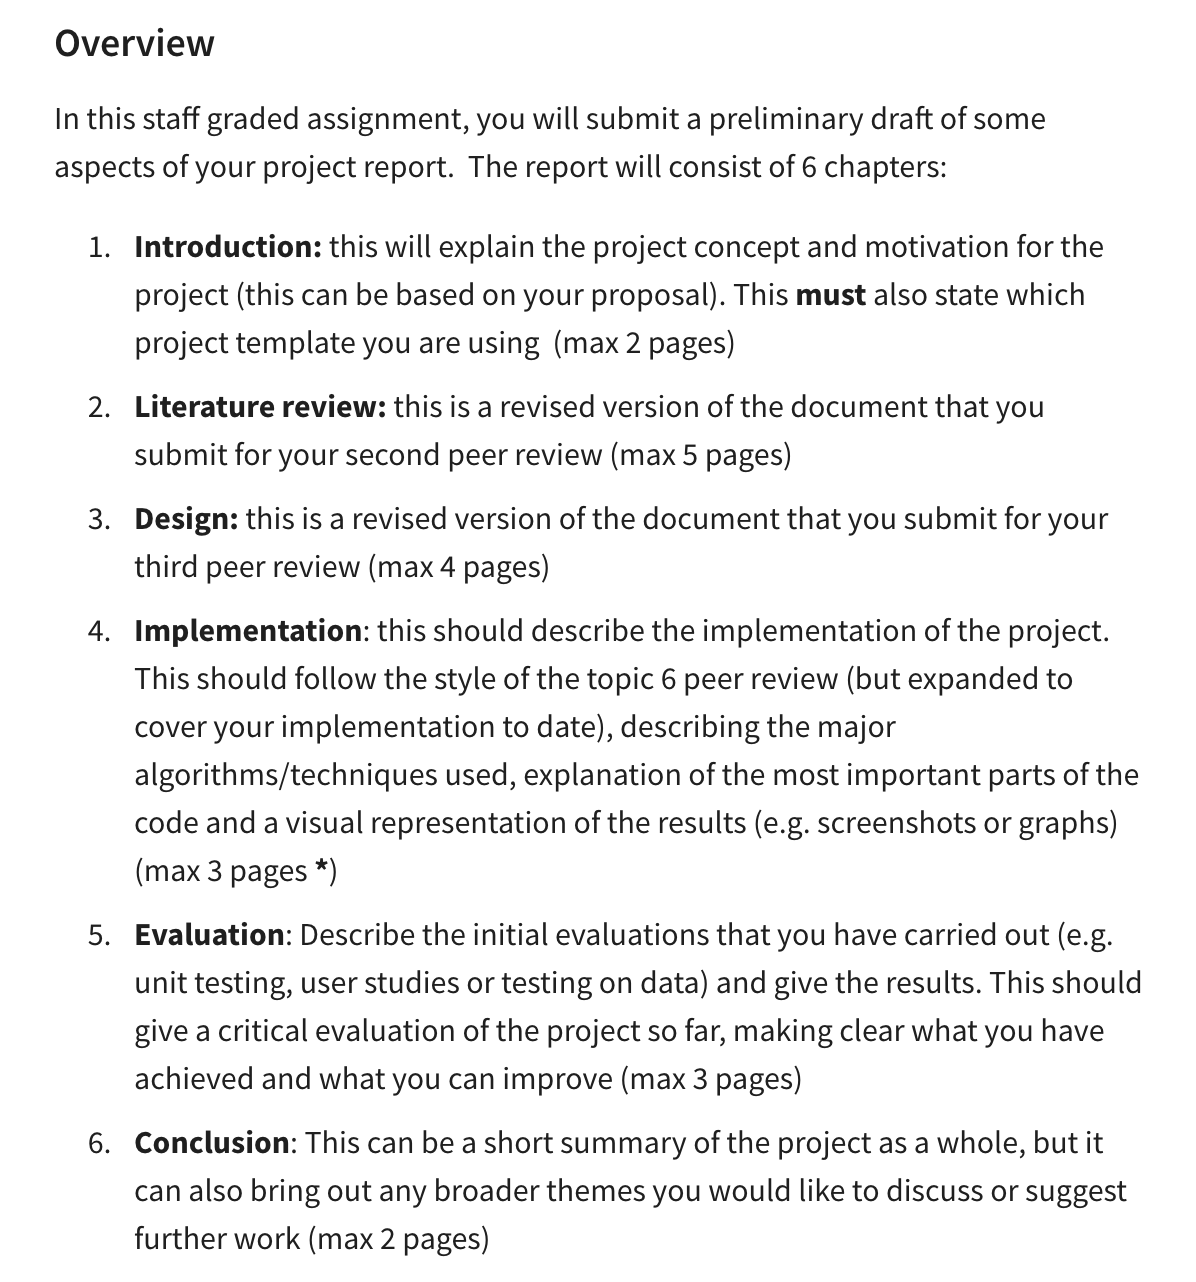 Overview
In this staff graded assignment, you will submit a preliminary draft of some
aspects of your project report.  The report will consist of 6 chapters:
1. Introduction: this will explain the project concept and motivation for the
project (this can be based on your proposal). This must also state which
project template you are using  (max 2 pages)
2. Literature review: this is a revised version of the document that you
submit for your second peer review (max 5 pages)
3. Design: this is a revised version of the document that you submit for your
third peer review (max 4 pages)
4. Implementation: this should describe the implementation of the project.
This should follow the style of the topic 6 peer review (but expanded to
cover your implementation to date), describing the major
algorithms/techniques used, explanation of the most important parts of the
code and a visual representation of the results (e.g. screenshots or graphs)
(max 3 pages *)
5. Evaluation: Describe the initial evaluations that you have carried out (e.g.
unit testing, user studies or testing on data) and give the results. This should
give a critical evaluation of the project so far, making clear what you have
achieved and what you can improve (max 3 pages)
6. Conclusion: This can be a short summary of the project as a whole, but it
can also bring out any broader themes you would like to discuss or suggest
further work (max 2 pages)